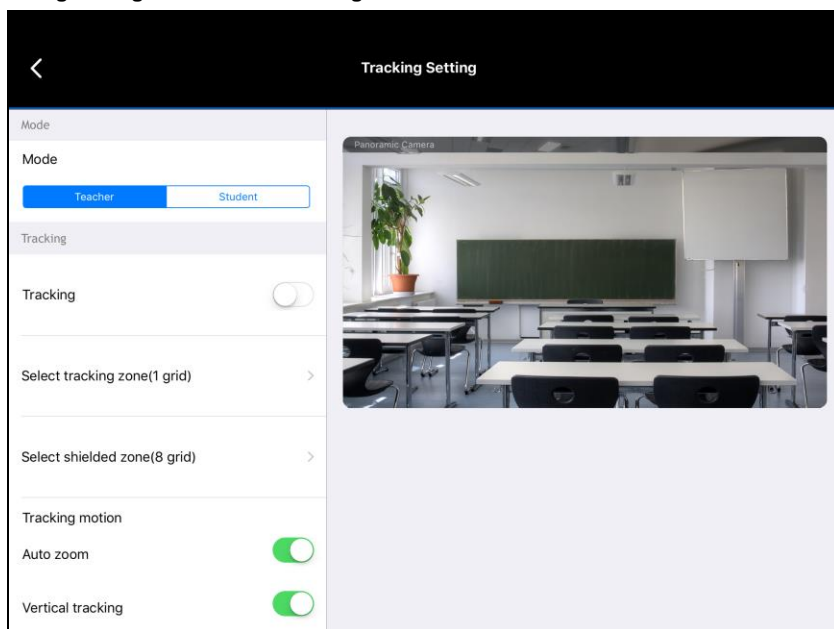 Tracking Setting
Mode
Mode
Teacher Student
Tracking
Tracking
Select tracking zone(1 grid)
Select shielded zone(8 grid)
Tracking motion
Auto zoom
Vertical tracking
Panoramic Camera